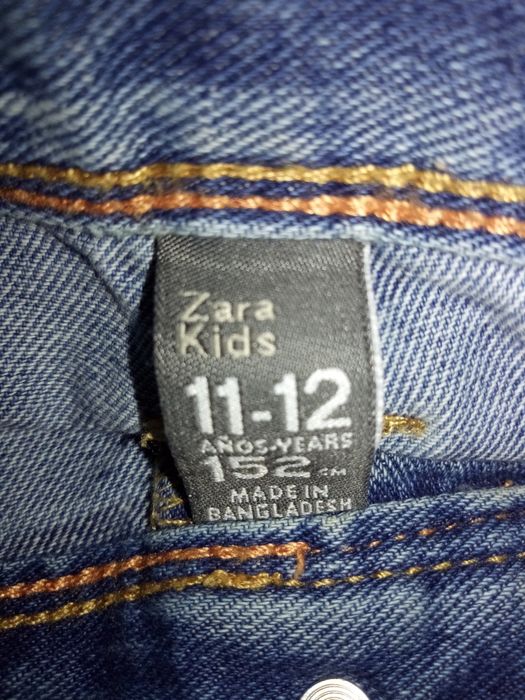 Zara
Kids
11-12
AÑOS-YEARS
152 CM
MADE IN
BANGLADESH